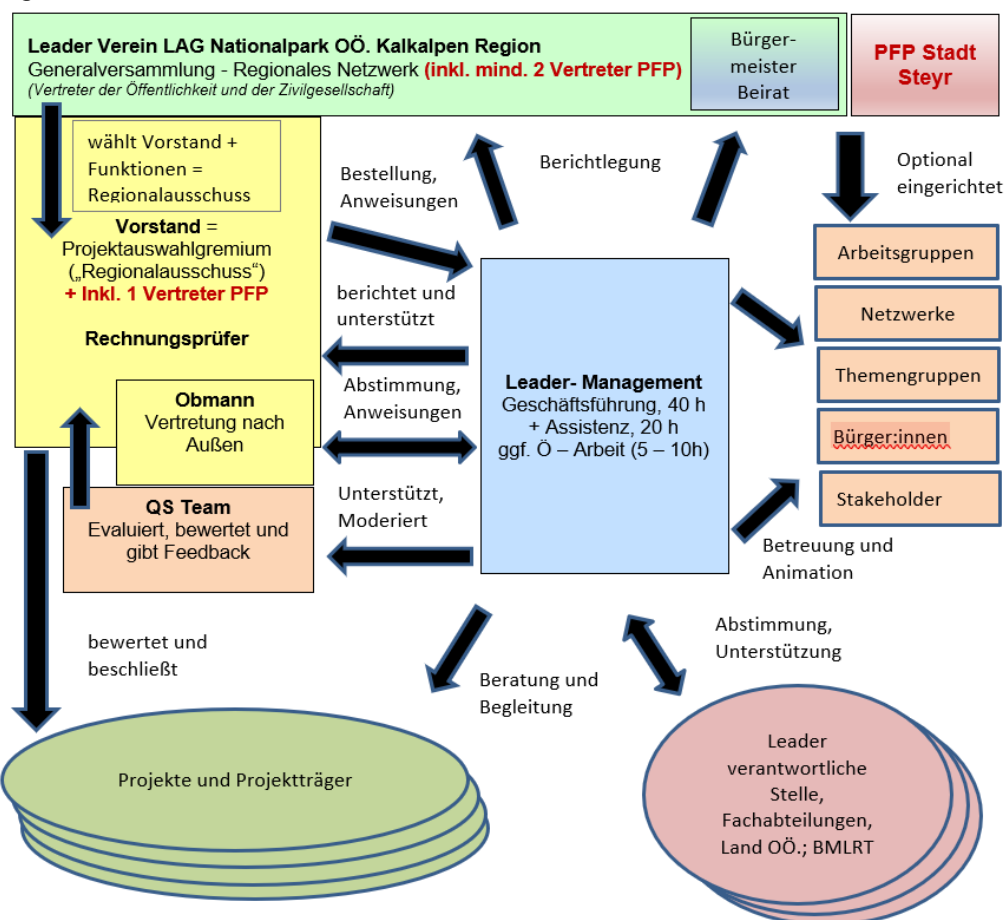 Leader Verein LAG Nationalpark OÖ. Kalkalpen Region
Generalversammlung - Regionales Netzwerk (inkl. mind. 2 Vertreter PFP)
(Vertreter der Öffentlichkeit und der Zivilgesellschaft)
Bürger-
meister
Beirat
PFP Stadt
Steyr
wählt Vorstand +
Funktionen =
Regionalausschuss
Vorstand =
Projektauswahlgremium
(„Regionalausschuss“)
+ Inkl. 1 Vertreter PFP
Rechnungsprüfer
Obmann
Vertretung nach
Außen
QS Team
Evaluiert, bewertet und
gibt Feedback
Bestellung,
Anweisungen
Berichtlegung
berichtet und
unterstützt
Abstimmung,
Anweisungen
Unterstützt,
Moderiert
Leader- Management
Geschäftsführung, 40 h
+ Assistenz, 20 h
ggf. Ö – Arbeit (5 – 10h)
Optional
eingerichtet
Arbeitsgruppen
Netzwerke
Themengruppen
Bürger:innen
Stakeholder
Betreuung und
Animation
bewertet und
beschließt
Beratung und
Begleitung
Abstimmung,
Unterstützung
Projekte und Projektträger
Leader
verantwortliche
Stelle,
Fachabteilungen,
Land OÖ.; BMLRT